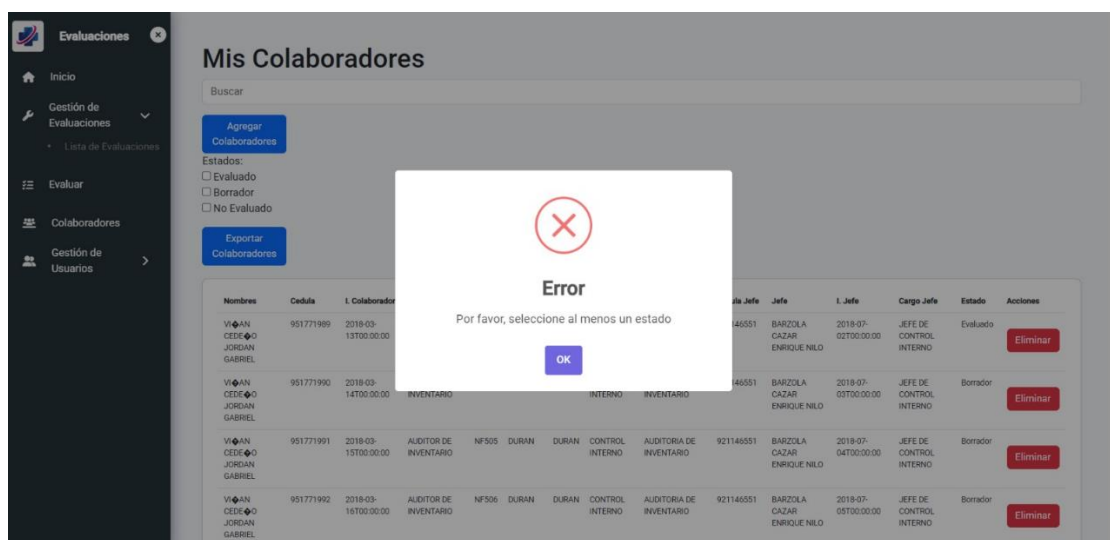 Evaluaciones
Inicio
Gestión de
Evaluaciones
Lista de Evaluaciones
Evaluar
Colaboradores
Gestión de
Usuarios
Mis Colaboradores
Buscar
Agregar
Colaboradores
Estados:
Evaluado
Borrador
No Evaluado
Exportar
Colaboradores
Error
Por favor, seleccione al menos un estado
OK
Nombres Cedula I. Colaborador Jefe Jefe I. Jefe Cargo Jefe Estado Acciones
VI�AN 951771989 2018-03- 146551 BARZOLA 2018-07- JEFE DE Evaluado
CEDE�O 13T00:00:00 CAZAR 02T00:00:00 CONTROL
JORDAN ENRIQUE NILO INTERNO Eliminar
GABRIEL
VI�AN 951771990 2018-03- 146551 BARZOLA 2018-07- JEFE DE Borrador
CEDE�O 14T00:00:00 INVENTARIO INTERNO INVENTARIO CAZAR 03T00:00:00 CONTROL
JORDAN ENRIQUE NILO INTERNO Eliminar
GABRIEL
VI�AN 951771991 2018-03- AUDITOR DE NF505 DURAN DURAN CONTROL AUDITORIA DE 921146551 BARZOLA 2018-07- JEFE DE Borrador
CEDE�O 15T00:00:00 INVENTARIO INTERNO INVENTARIO CAZAR 04T00:00:00 CONTROL
JORDAN ENRIQUE NILO INTERNO Eliminar
GABRIEL
VI�AN 951771992 2018-03- AUDITOR DE NF506 DURAN DURAN CONTROL AUDITORIA DE 921146551 BARZOLA 2018-07- JEFE DE Borrador
CEDE�O 16T00:00:00 INVENTARIO INTERNO INVENTARIO CAZAR 05T00:00:00 CONTROL
JORDAN ENRIQUE NILO INTERNO Eliminar
GABRIEL